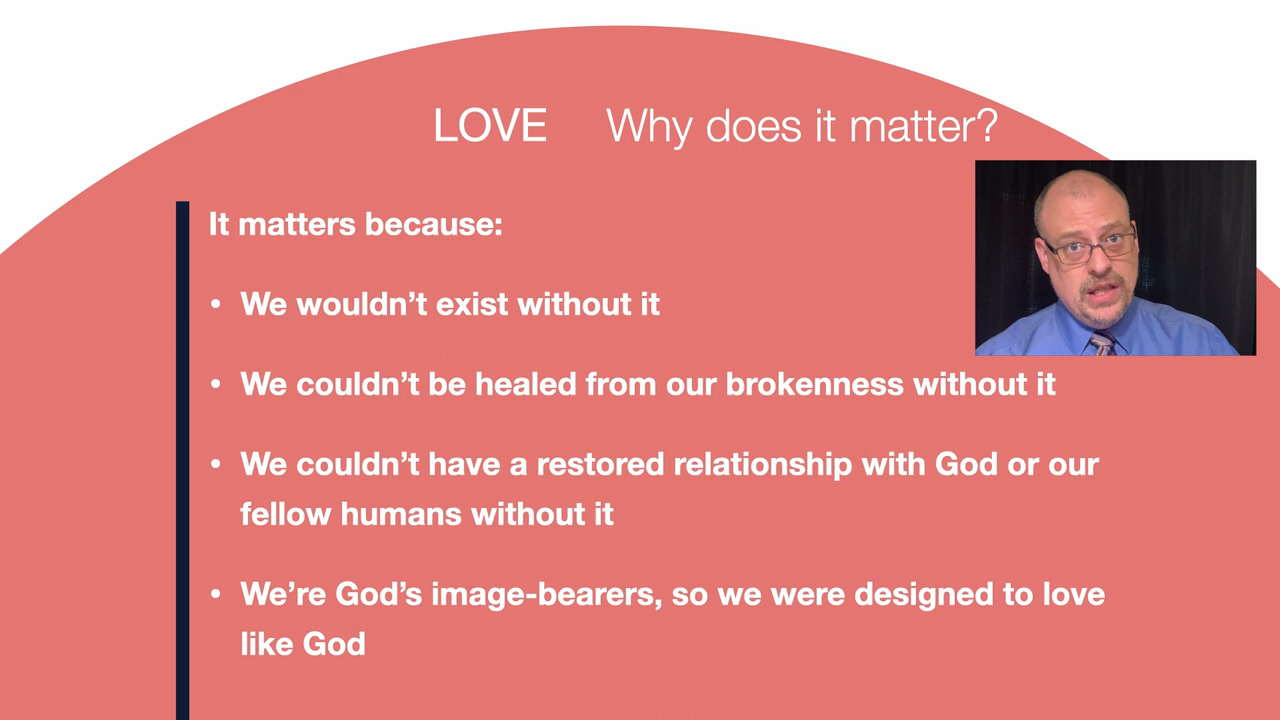 LOVE Why does it matter?
It matters because:
• We wouldn’t exist without it
• We couldn’t be healed from our brokenness without it
• We couldn’t have a restored relationship with God or our
fellow humans without it
• We’re God’s image-bearers, so we were designed to love
like God